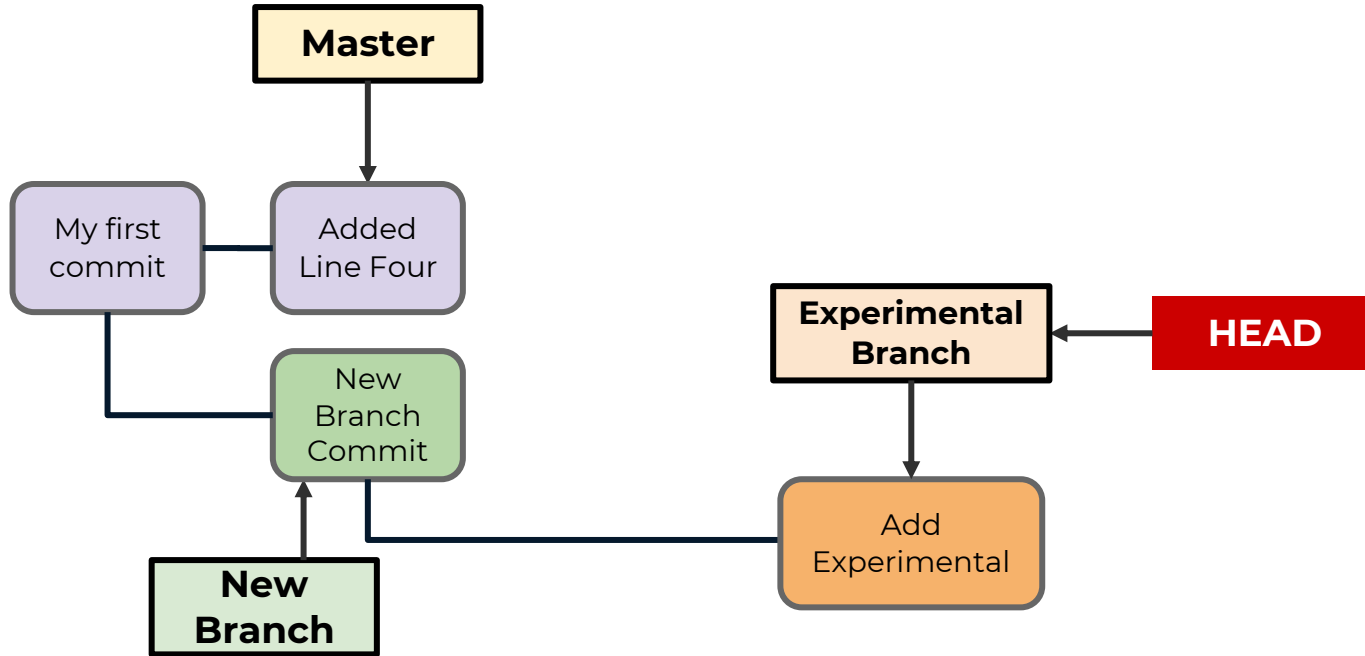 Master
My first
commit
Added
Line Four
Experimental
Branch
HEAD
New
Branch
Commit
Add
Experimental
New
Branch